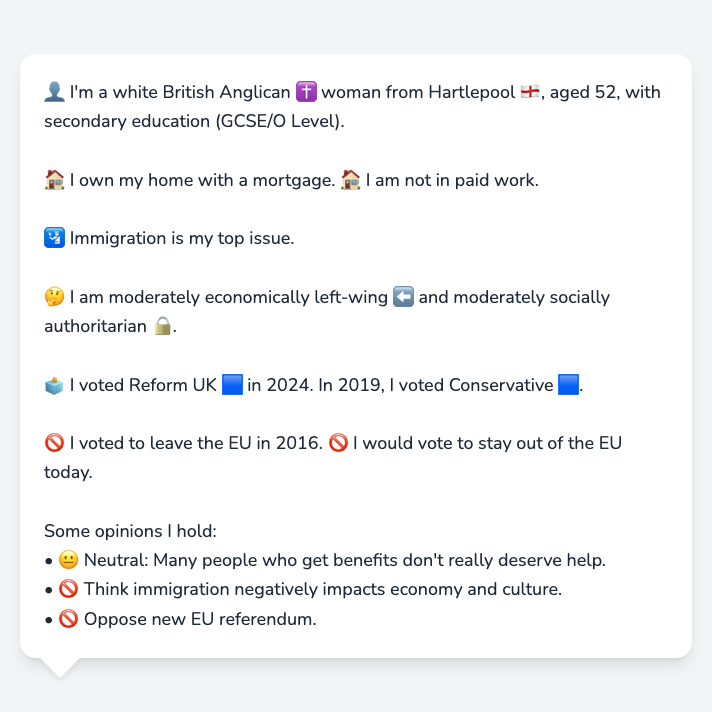 👤 I'm a white British Anglican ✝️ woman from Hartlepool 🏴󠁧󠁢󠁥󠁮󠁧󠁿, aged 52, with
secondary education (GCSE/O Level).
🏠 I own my home with a mortgage. 🏠 I am not in paid work.
🛂 Immigration is my top issue.
🤔 I am moderately economically left-wing ⬅️ and moderately socially
authoritarian 🔒.
🗳️ I voted Reform UK 🟦 in 2024. In 2019, I voted Conservative 🟦.
🚫 I voted to leave the EU in 2016. 🚫 I would vote to stay out of the EU
today.
Some opinions I hold:
• 😐 Neutral: Many people who get benefits don't really deserve help.
• 🚫 Think immigration negatively impacts economy and culture.
• 🚫 Oppose new EU referendum.